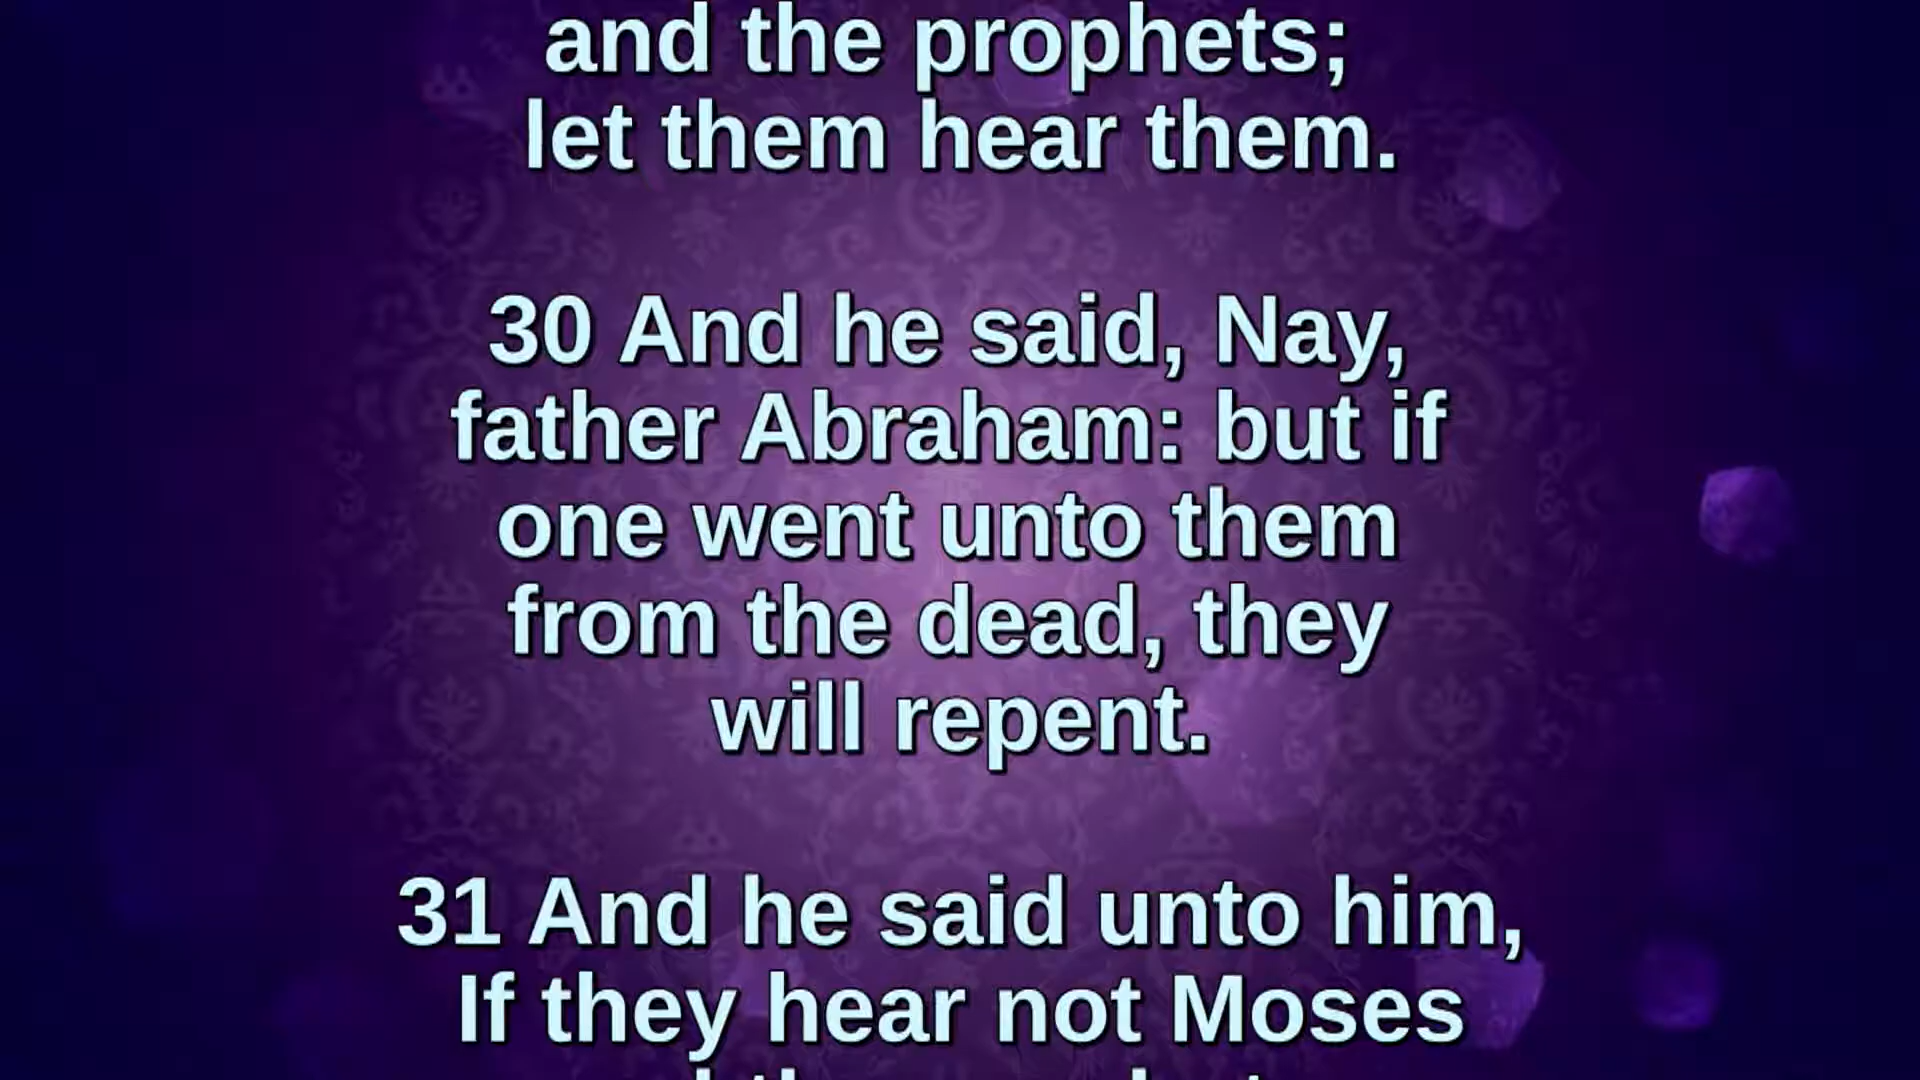 and the prophets;
let them hear them.
30 And he said, Nay,
father Abraham: but if
one went unto them
from the dead, they
will repent.
31 And he said unto him,
If they hear not Moses